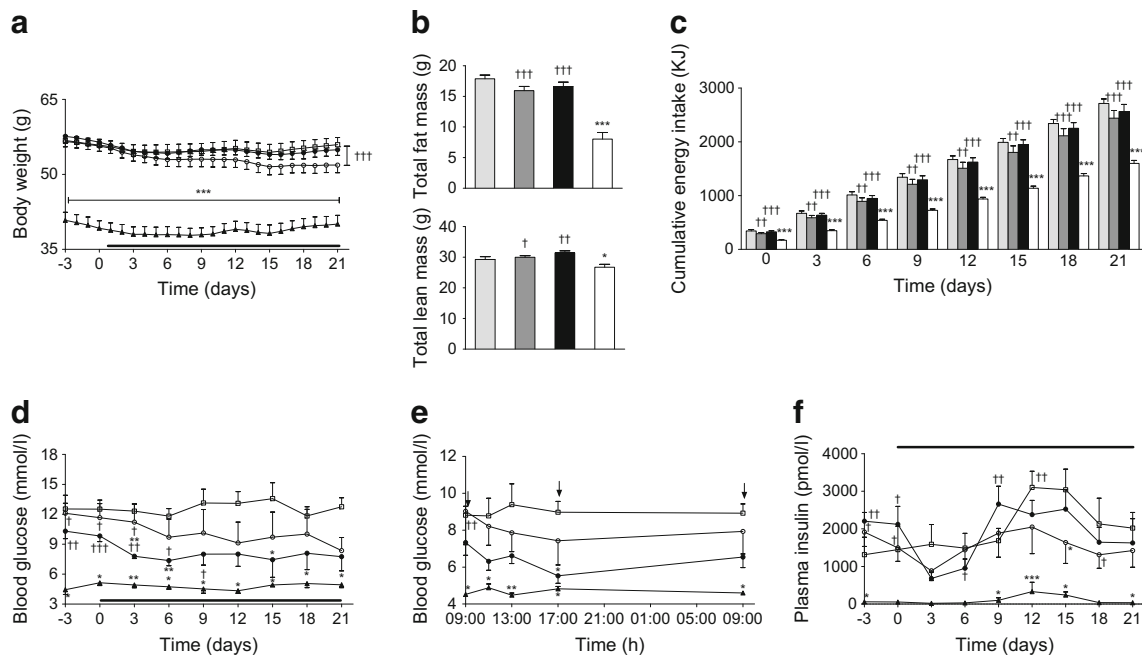 a
65
55
45
35
Body weight (g)
†††
***
-3 0 3 6 9 12 15 18 21
Time (days)
b
20
15
10
5
0
Total fat mass (g)
††† ††† ***
40
30
20
10
0
Total lean mass (g)
† †† *
c
3000
2000
1000
0
Cumulative energy intake (KJ)
†† ††† ***
†† ††† ***
†† ††† ***
†† ††† ***
†† ††† ***
†† ††† ***
††† ††† ***
††† ††† ***
0 3 6 9 12 15 18 21
Time (days)
d
15
12
9
6
3
Blood glucose (mmol/l)
† † † † † *
** **
†† ††† †† *
* * ** * * * * * *
-3 0 3 6 9 12 15 18 21
Time (days)
e
12
10
8
6
4
Blood glucose (mmol/l)
†† †
* * ** * *
09:00 13:00 17:00 21:00 01:00 05:00 09:00
Time (h)
f
4000
3000
2000
1000
0
Plasma insulin (pmol/l)
†† † †† ††
† † * †
* * *** *
-3 0 3 6 9 12 15 18 21
Time (days)